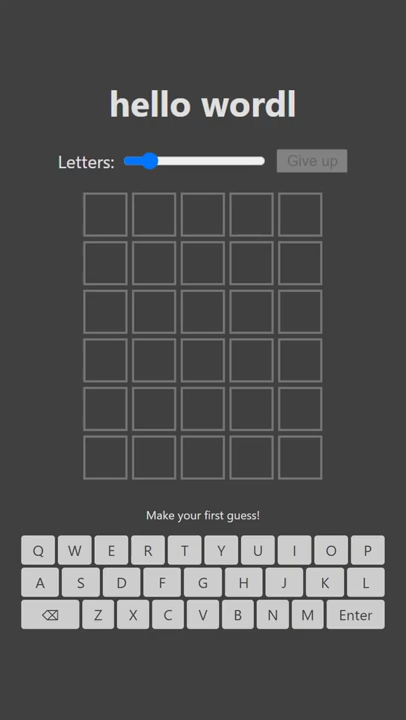 hello wordl
Letters: Give up
Make your first guess!
Q W E R T Y U I O P
A S D F G H J K L
⌫ Z X C V B N M Enter